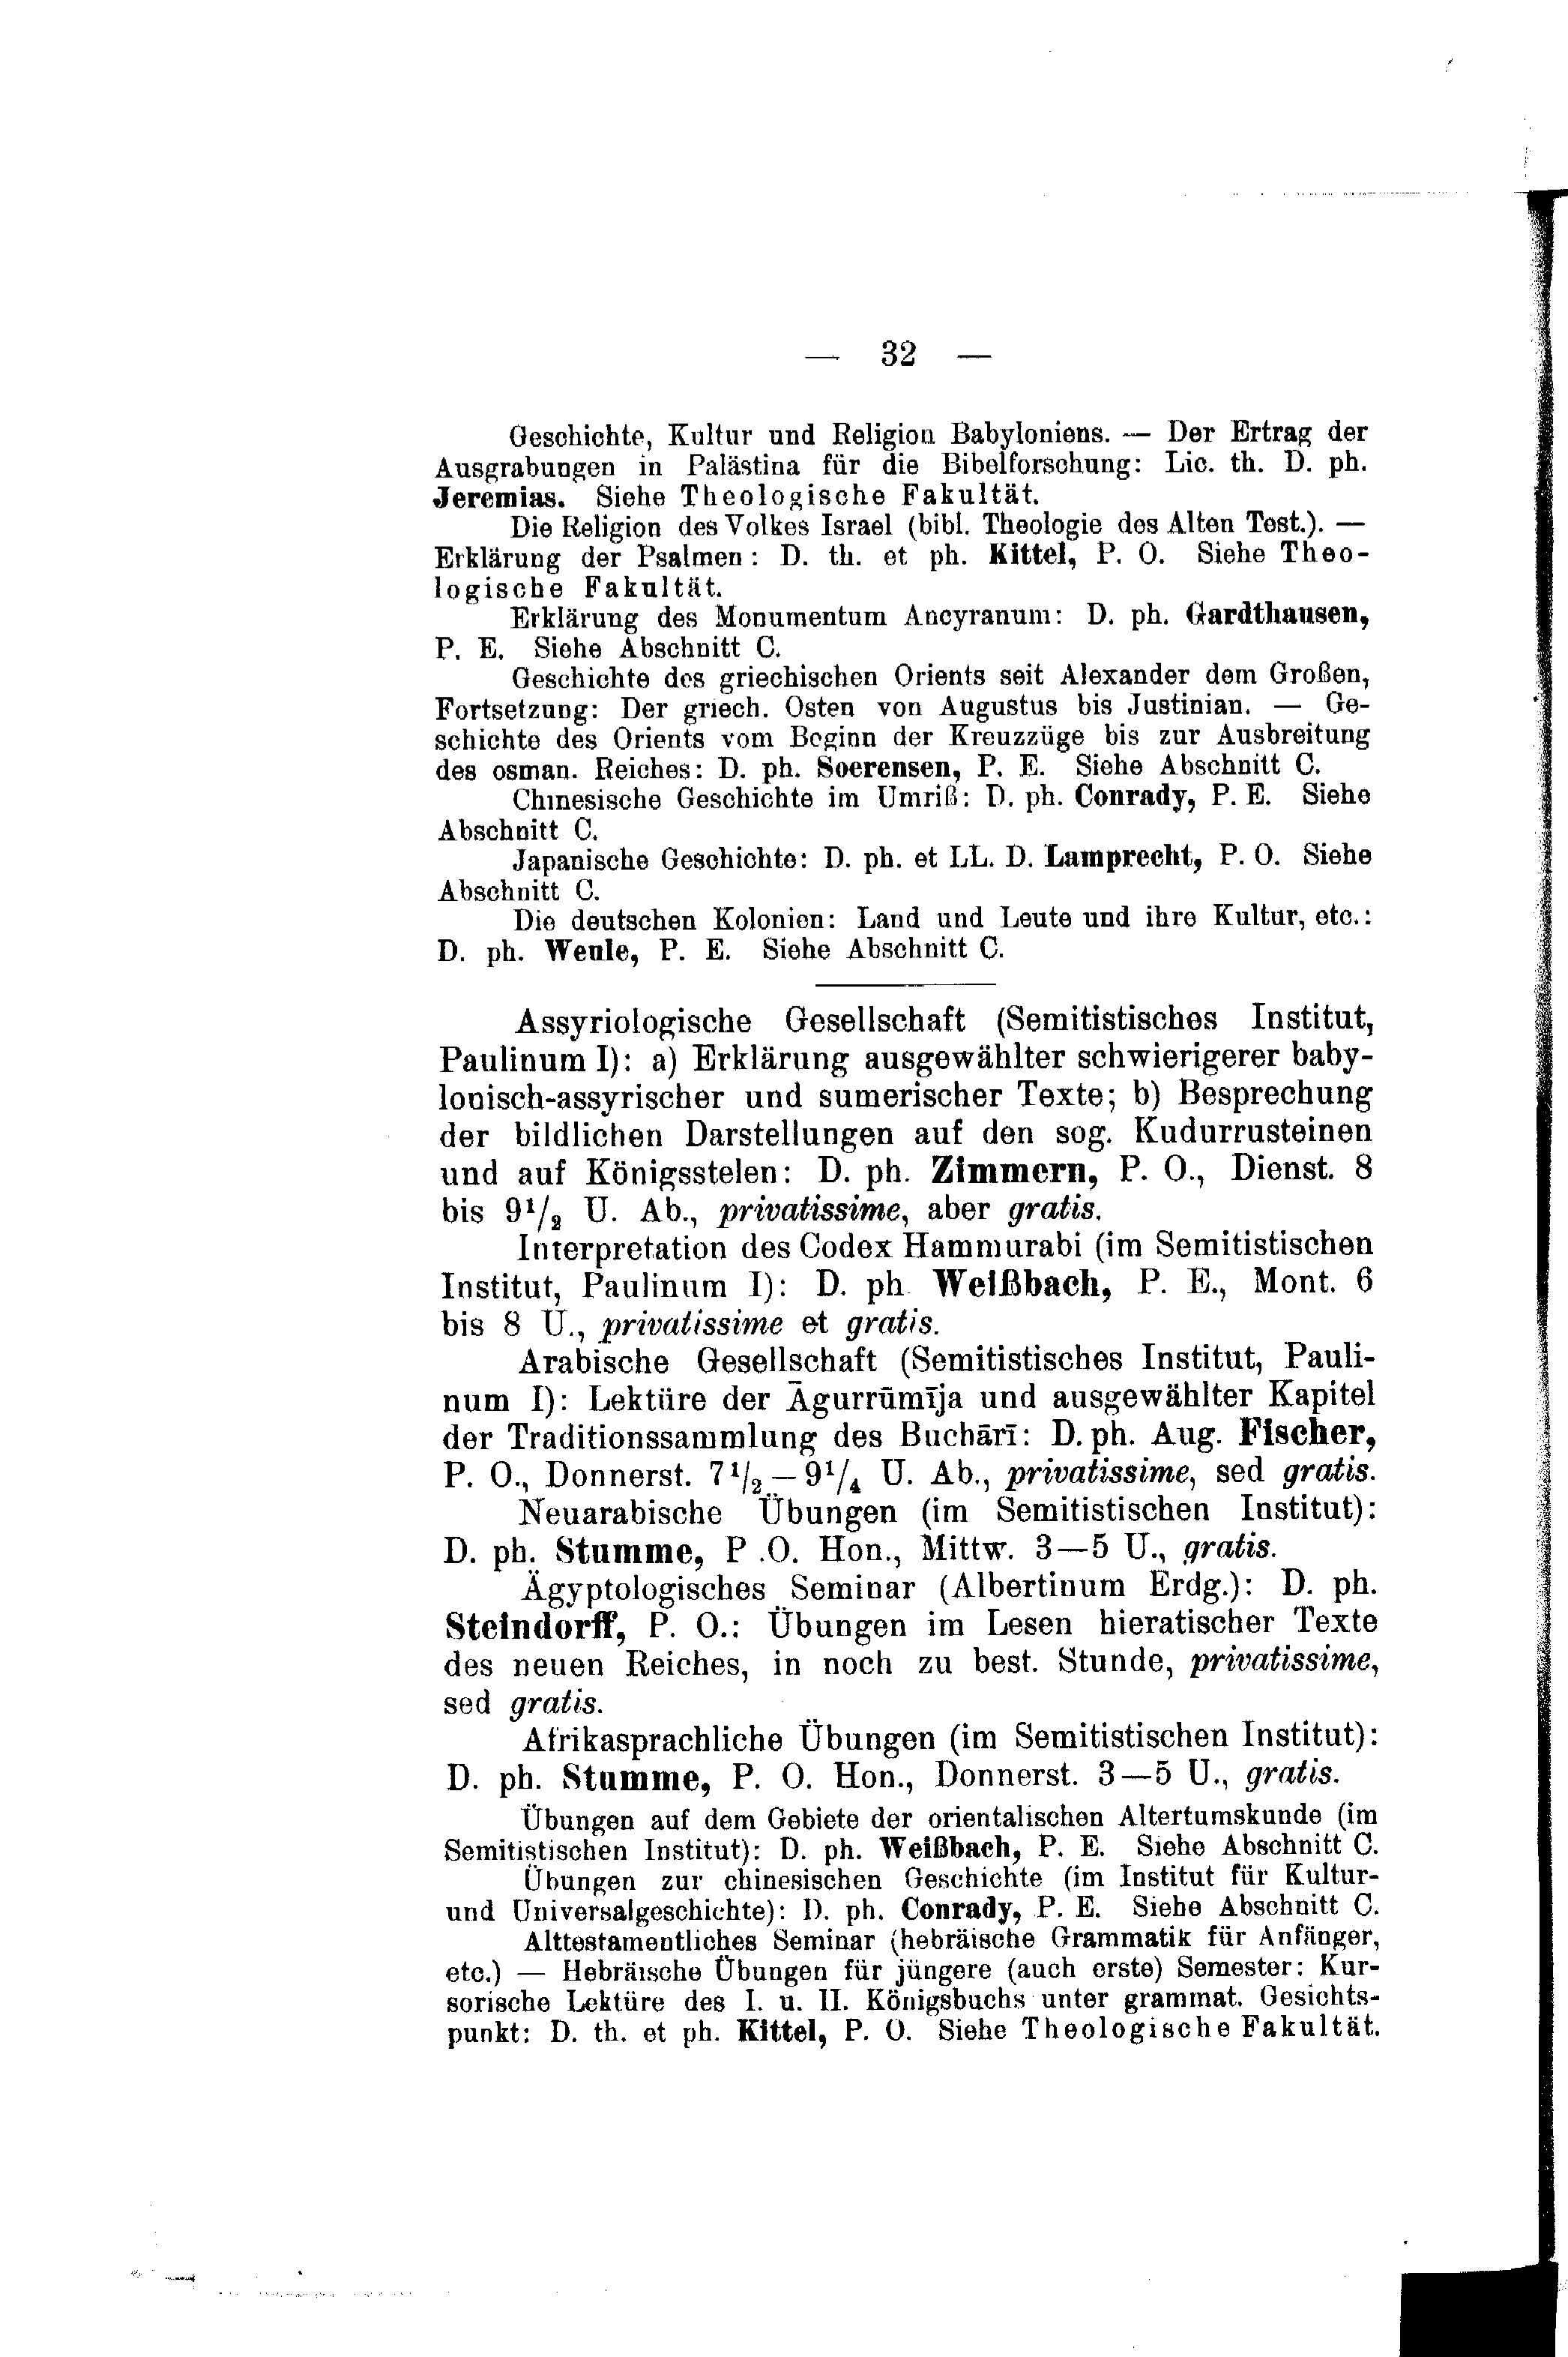 — 32 —
Geschichte, Kultur und Religion Babyloniens. — Der Ertrag der
Ausgrabungen in Palästina für die Bibelforschung: Lic. th. D. ph.
Jeremias. Siehe Theologische Fakultät.
Die Religion des Volkes Israel (bibl. Theologie des Alten Test.). —
Erklärung der Psalmen: D. th. et ph. Kittel, P. O. Siehe Theo-
logische Fakultät.
Erklärung des Monumentum Ancyranum: D. ph. Gardthausen,
P. E. Siehe Abschnitt C.
Geschichte des griechischen Orients seit Alexander dem Großen,
Fortsetzung: Der griech. Osten von Augustus bis Justinian. — Ge-
schichte des Orients vom Beginn der Kreuzzüge bis zur Ausbreitung
des osman. Reiches: D. ph. Soerensen, P. E. Siehe Abschnitt C.
Chinesische Geschichte im Umriß: D. ph. Conrady, P. E. Siehe
Abschnitt C.
Japanische Geschichte: D. ph. et LL. D. Lamprecht, P. O. Siehe
Abschnitt C.
Die deutschen Kolonien: Land und Leute und ihre Kultur, etc.:
D. ph. Weule, P. E. Siehe Abschnitt C.
Assyriologische Gesellschaft (Semitistisches Institut,
Paulinum I): a) Erklärung ausgewählter schwierigerer baby-
lonisch-assyrischer und sumerischer Texte; b) Besprechung
der bildlichen Darstellungen auf den sog. Kudurrusteinen
und auf Königsstelen: D. ph. Zimmern, P. O., Dienst. 8
bis 9 1/2 U. Ab., privatissime, aber gratis.
Interpretation des Codex Hammurabi (im Semitistischen
Institut, Paulinum I): D. ph Weißbach, P. E., Mont. 6
bis 8 U., privatissime et gratis.
Arabische Gesellschaft (Semitistisches Institut, Pauli-
num I): Lektüre der Āgurrūmīja und ausgewählter Kapitel
der Traditionssammlung des Buchārī: D. ph. Aug. Fischer,
P. O., Donnerst. 7 1/2 – 9 1/4 U. Ab., privatissime, sed gratis.
Neuarabische Übungen (im Semitistischen Institut):
D. ph. Stumme, P .O. Hon., Mittw. 3—5 U., gratis.
Ägyptologisches Seminar (Albertinum Erdg.): D. ph.
Steindorff, P. O.: Übungen im Lesen hieratischer Texte
des neuen Reiches, in noch zu best. Stunde, privatissime,
sed gratis.
Afrikasprachliche Übungen (im Semitistischen Institut):
D. ph. Stumme, P. O. Hon., Donnerst. 3—5 U., gratis.
Übungen auf dem Gebiete der orientalischen Altertumskunde (im
Semitistischen Institut): D. ph. Weißbach, P. E. Siehe Abschnitt C.
Übungen zur chinesischen Geschichte (im Institut für Kultur-
und Universalgeschichte): D. ph. Conrady, P. E. Siehe Abschnitt C.
Alttestamentliches Seminar (hebräische Grammatik für Anfänger,
etc.) — Hebräische Übungen für jüngere (auch erste) Semester: Kur-
sorische Lektüre des I. u. II. Königsbuchs unter grammat. Gesichts-
punkt: D. th. et ph. Kittel, P. O. Siehe Theologische Fakultät.